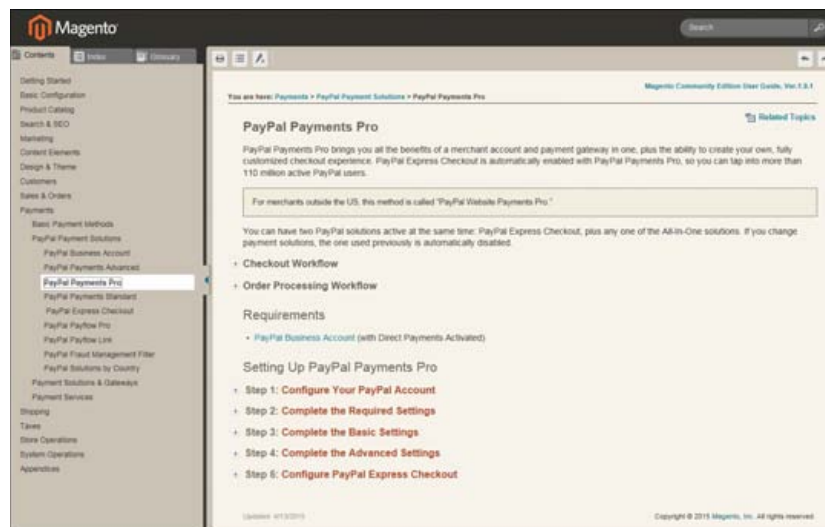 Magento
Search
Contents
Index
Glossary
Getting Started
Basic Configuration
Product Catalog
Search & SEO
Marketing
Content Elements
Design & Theme
Customers
Sales & Orders
Payments
Basic Payment Methods
PayPal Payment Solutions
PayPal Business Account
PayPal Payments Advanced
PayPal Payments Pro
PayPal Payments Standard
PayPal Express Checkout
PayPal Payflow Pro
PayPal Payflow Link
PayPal Fraud Management Filter
PayPal Solutions by Country
Payment Solutions & Gateways
Payment Services
Shipping
Taxes
Store Operations
System Operations
Appendices
Magento Community Edition User Guide, Ver.1.9.1
You are here: Payments > PayPal Payment Solutions > PayPal Payments Pro
Related Topics
PayPal Payments Pro
PayPal Payments Pro brings you all the benefits of a merchant account and payment gateway in one, plus the ability to create your own, fully
customized checkout experience. PayPal Express Checkout is automatically enabled with PayPal Payments Pro, so you can tap into more than
110 million active PayPal users.
For merchants outside the US, this method is called "PayPal Website Payments Pro."
You can have two PayPal solutions active at the same time: PayPal Express Checkout, plus any one of the All-In-One solutions. If you change
payment solutions, the one used previously is automatically disabled.
Checkout Workflow
Order Processing Workflow
Requirements
• PayPal Business Account (with Direct Payments Activated)
Setting Up PayPal Payments Pro
Step 1: Configure Your PayPal Account
Step 2: Complete the Required Settings
Step 3: Complete the Basic Settings
Step 4: Complete the Advanced Settings
Step 6: Configure PayPal Express Checkout
Updated:
Copyright © 2015 Magento, Inc. All rights reserved.